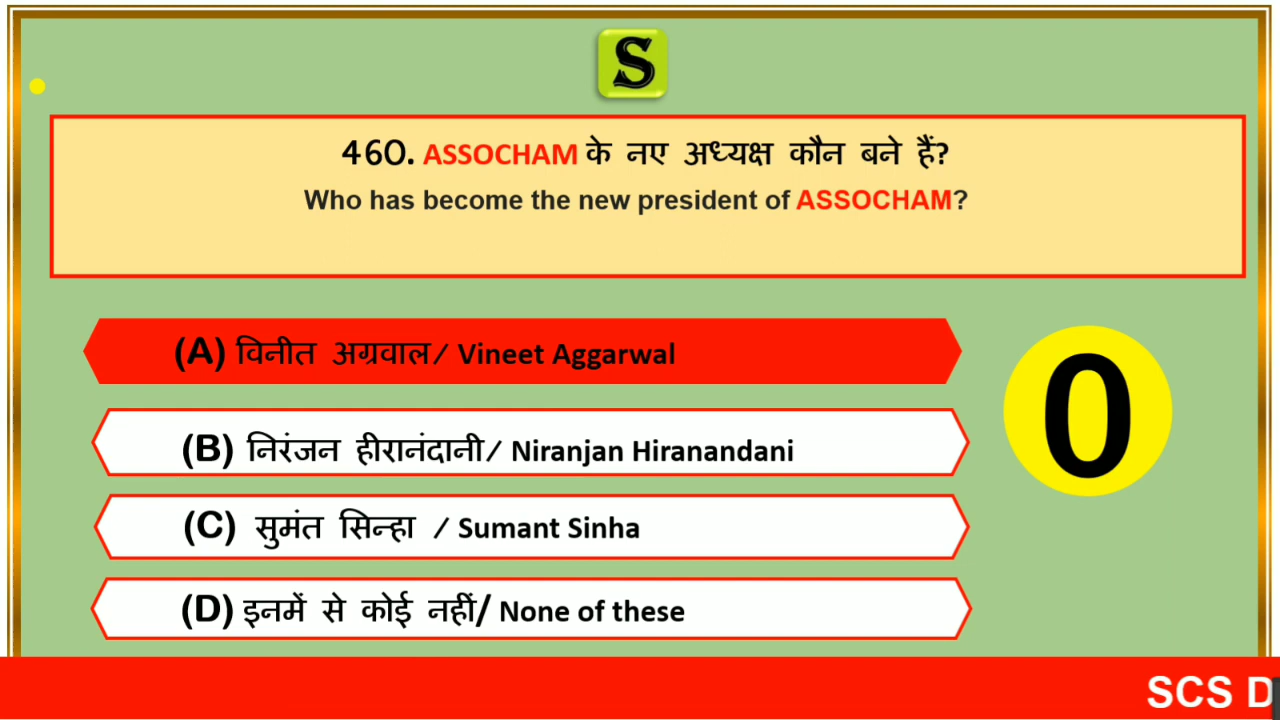 S
460. ASSOCHAM के नए अध्यक्ष कौन बने हैं?
Who has become the new president of ASSOCHAM?
(A) विनीत अग्रवाल/ Vineet Aggarwal
(B) निरंजन हीरानंदानी/ Niranjan Hiranandani
(C) सुमंत सिन्हा / Sumant Sinha
(D) इनमें से कोई नहीं/ None of these
0
SCS D